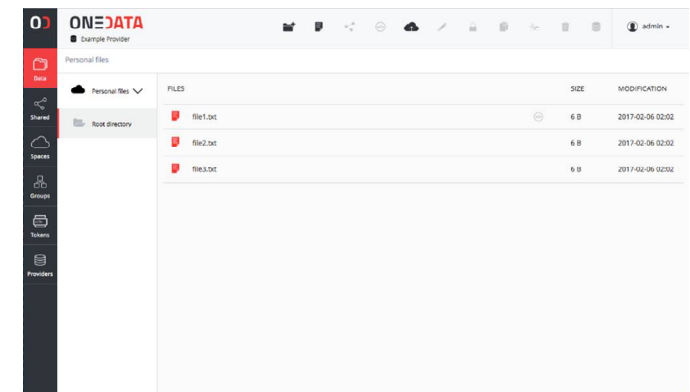 ONEDATA
Example Provider
admin
Personal files
Data
Shared
Spaces
Groups
Tokens
Providers
Personal files
Root directory
FILES SIZE MODIFICATION
file1.txt 6 B 2017-02-06 02:02
file2.txt 6 B 2017-02-06 02:02
file3.txt 6 B 2017-02-06 02:02